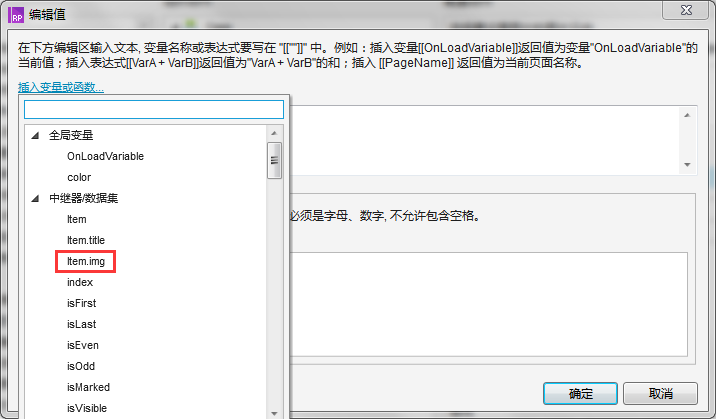 RP
编辑值
在下方编辑区输入文本, 变量名称或表达式要写在 "[[""]]" 中。例如：插入变量[[OnLoadVariable]]返回值为变量"OnLoadVariable"的
当前值；插入表达式[[VarA + VarB]]返回值为"VarA + VarB"的和；插入 [[PageName]] 返回值为当前页面名称。
插入变量或函数...
全局变量
OnLoadVariable
color
中继器/数据集
Item
必须是字母、数字, 不允许包含空格。
Item.title
Item.img
index
isFirst
isLast
isEven
isOdd
isMarked
isVisible
确定
取消